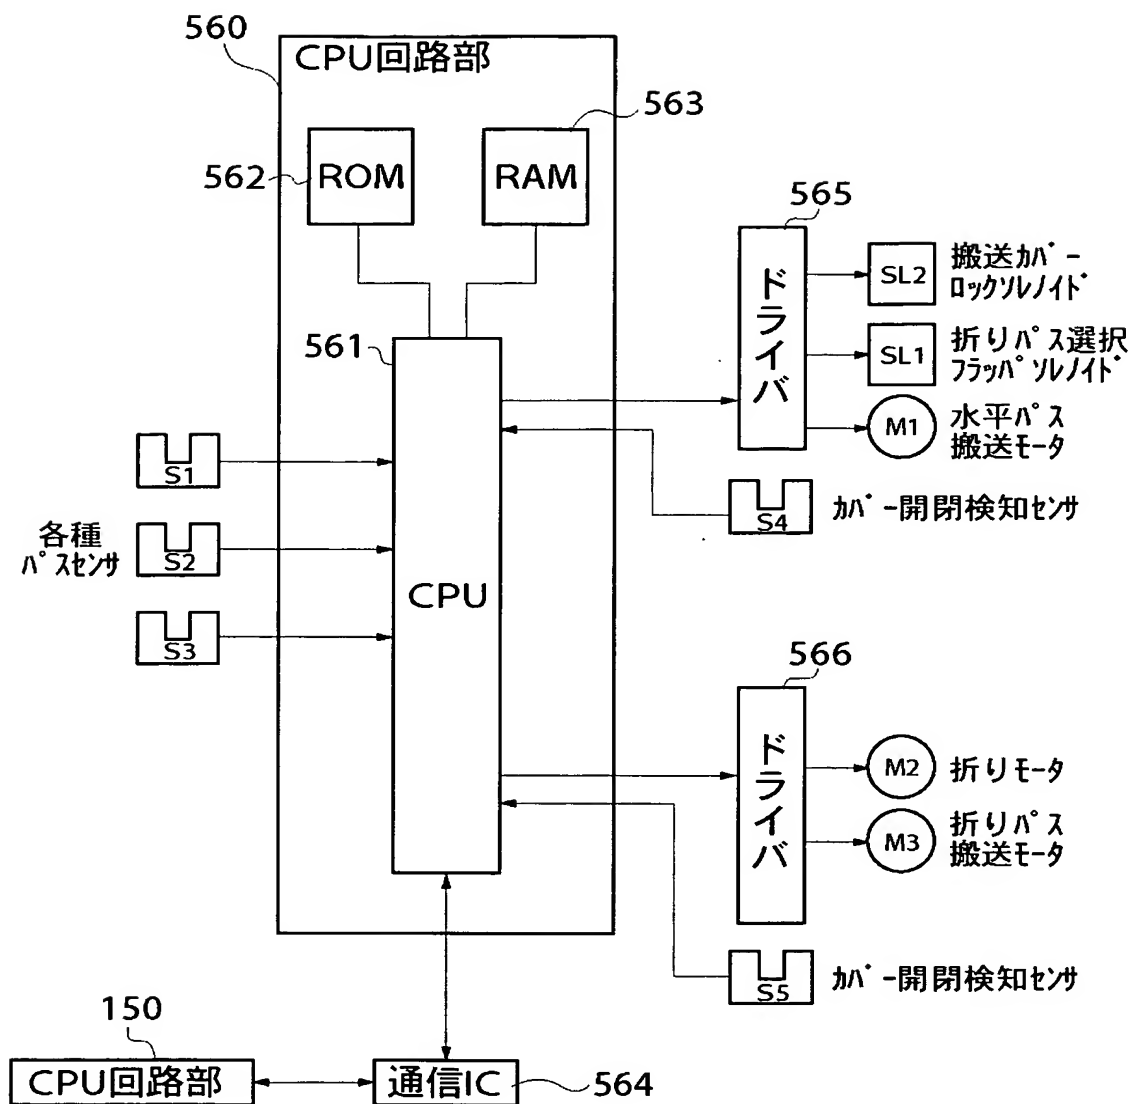 560
CPU回路部
563
562
ROM
RAM
565
ドライバ
SL2
搬送カバー
ロックソレノイド
561
SL1
折りパス選択
フラッパソレノイド
M1
水平パス
搬送モータ
S1
S4
カバー開閉検知センサ
各種
パスセンサ
S2
CPU
S3
566
ドライバ
M2
折りモータ
M3
折りパス
搬送モータ
S5
カバー開閉検知センサ
150
CPU回路部
通信IC
564